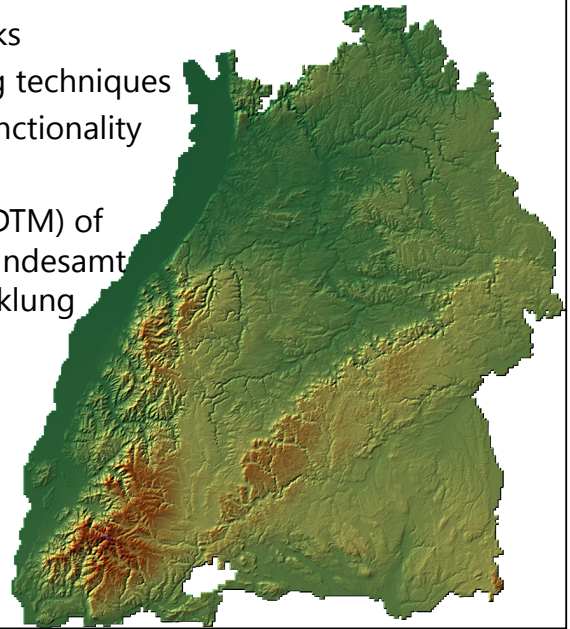 ks
g techniques
nctionality
DTM) of
ndesamt
klung